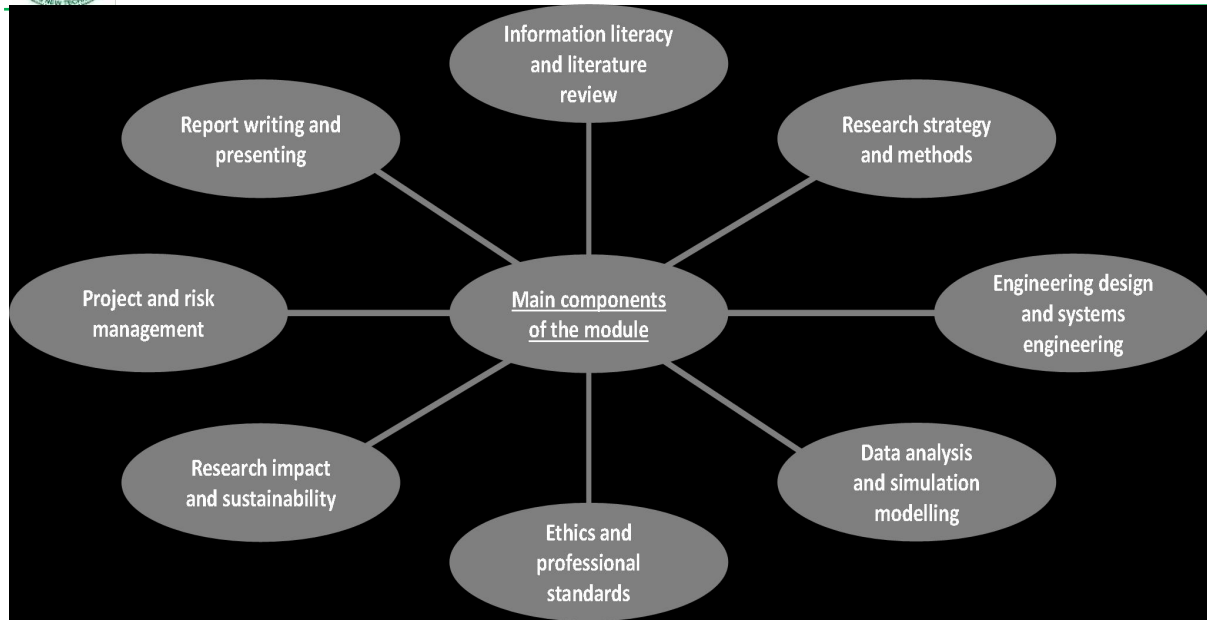 Information literacy
and literature
review
Report writing and
presenting
Research strategy
and methods
Project and risk
management
Main components
of the module
Engineering design
and systems
engineering
Research impact
and sustainability
Data analysis
and simulation
modelling
Ethics and
professional
standards